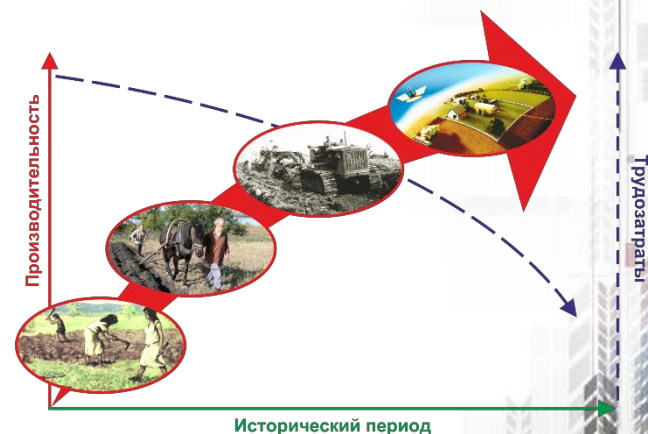 Производительность
Трудозатраты
Исторический период